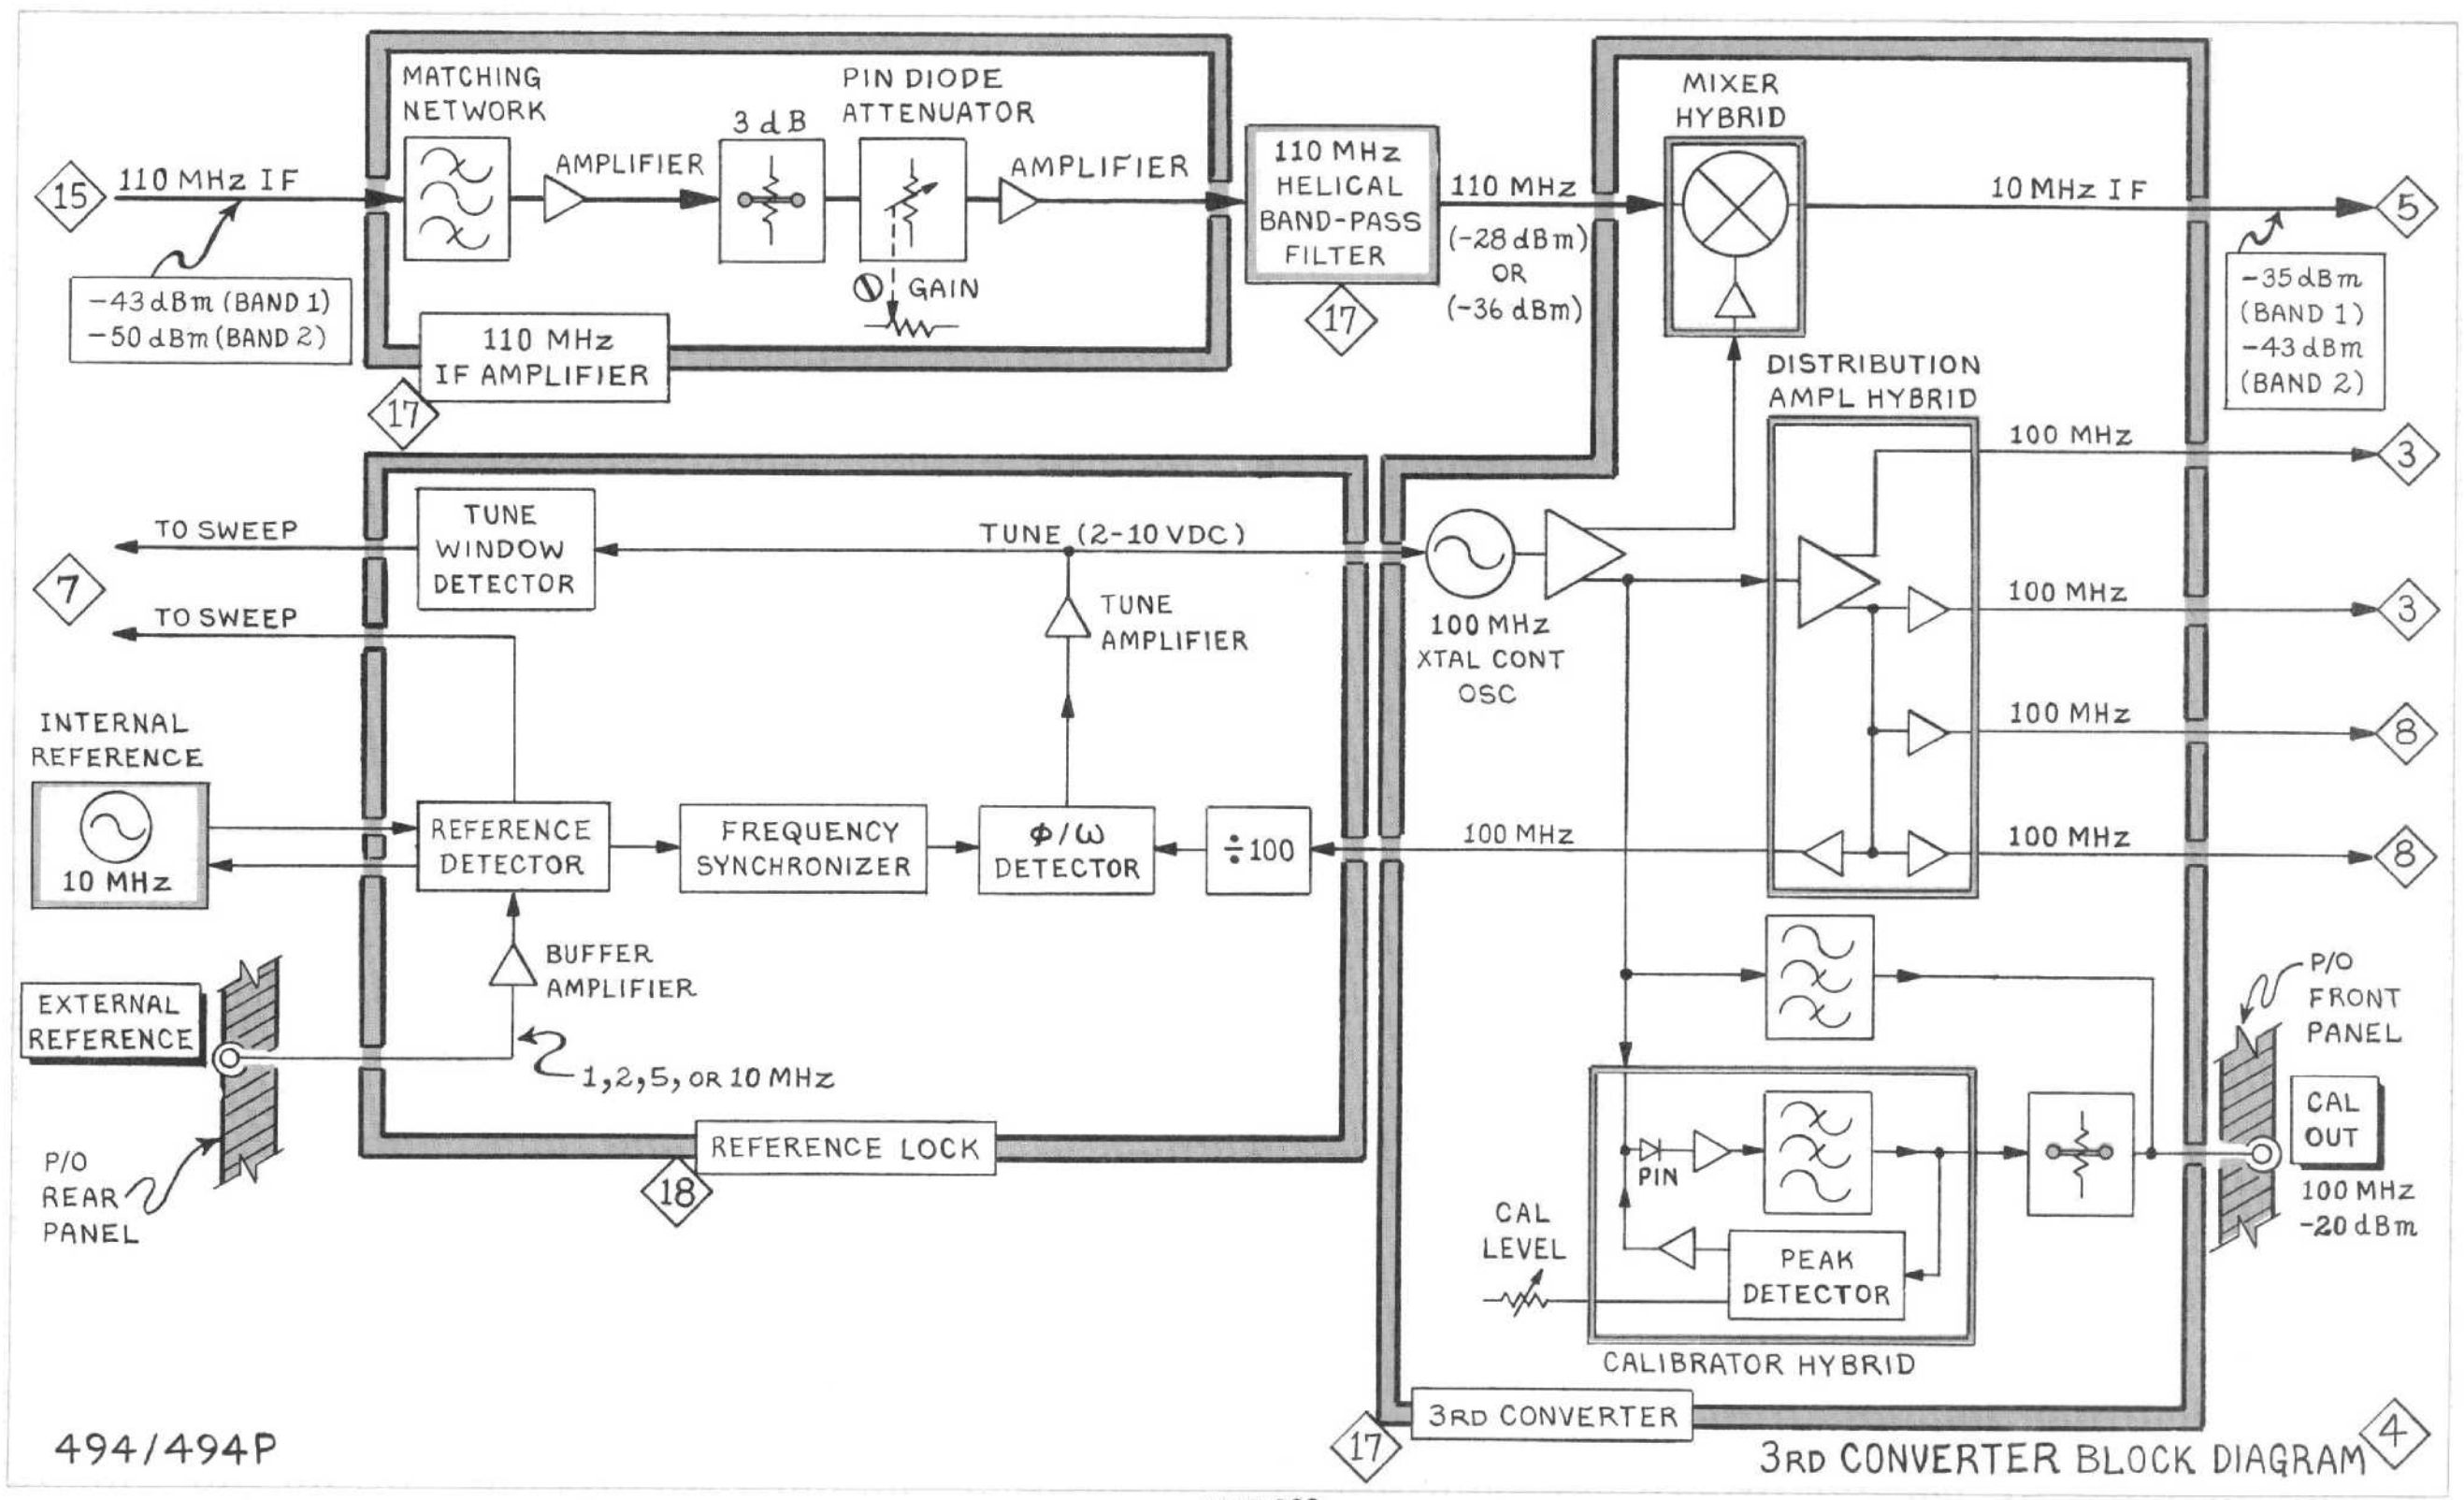 MATCHING
NETWORK
AMPLIFIER
3 dB
PIN DIODE
ATTENUATOR
AMPLIFIER
GAIN
15
110 MHz IF
-43 dBm (BAND 1)
-50 dBm (BAND 2)
110 MHz
IF AMPLIFIER
17
110 MHz
HELICAL
BAND-PASS
FILTER
17
110 MHz
(-28 dBm)
OR
(-36 dBm)
MIXER
HYBRID
10 MHz IF
5
-35 dBm
(BAND 1)
-43 dBm
(BAND 2)
DISTRIBUTION
AMPL HYBRID
100 MHz
3
100 MHz
3
100 MHz
8
100 MHz
8
TO SWEEP
7
TO SWEEP
TUNE
WINDOW
DETECTOR
TUNE (2-10 VDC)
TUNE
AMPLIFIER
100 MHz
XTAL CONT
OSC
INTERNAL
REFERENCE
10 MHz
REFERENCE
DETECTOR
FREQUENCY
SYNCHRONIZER
φ/ω
DETECTOR
÷100
100 MHz
BUFFER
AMPLIFIER
EXTERNAL
REFERENCE
1,2,5, OR 10 MHz
P/O
REAR
PANEL
REFERENCE LOCK
18
P/O
FRONT
PANEL
CAL
OUT
100 MHz
-20 dBm
PIN
CAL
LEVEL
PEAK
DETECTOR
CALIBRATOR HYBRID
3RD CONVERTER
17
494/494P
3RD CONVERTER BLOCK DIAGRAM
4